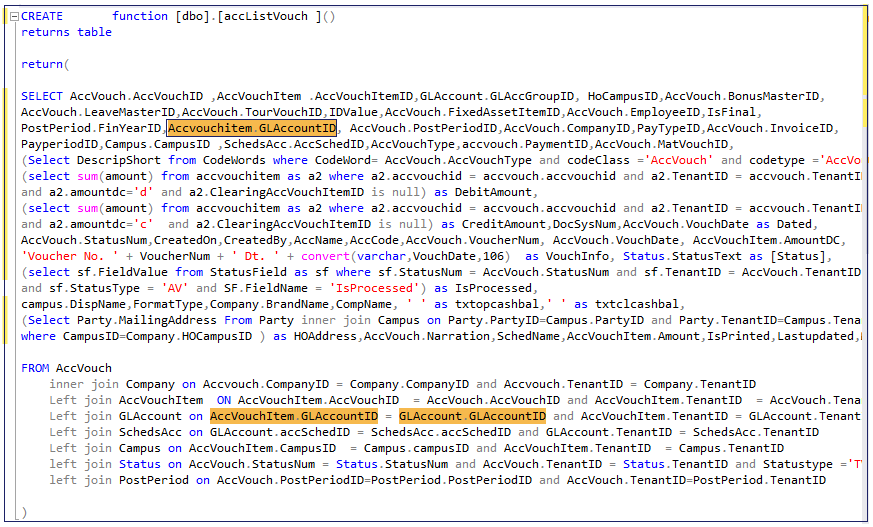 CREATE      function [dbo].[accListVouch ]()
returns table
return(
SELECT AccVouch.AccVouchID ,AccVouchItem .AccVouchItemID,GLAccount.GLAccGroupID, HoCampusID,AccVouch.BonusMasterID,
AccVouch.LeaveMasterID,AccVouch.TourVouchID,IDValue,AccVouch.FixedAssetItemID,AccVouch.EmployeeID,IsFinal,
PostPeriod.FinYearID,Accvouchitem.GLAccountID, AccVouch.PostPeriodID,AccVouch.CompanyID,PayTypeID,AccVouch.InvoiceID,
PayperiodID,Campus.CampusID ,SchedsAcc.AccSchedID,AccVouchType,accvouch.PaymentID,AccVouch.MatVouchID,
(Select DescripShort from CodeWords where CodeWord= AccVouch.AccVouchType and codeClass ='AccVouch' and codetype ='AccVo
(select sum(amount) from accvouchitem as a2 where a2.accvouchid = accvouch.accvouchid and a2.TenantID = accvouch.TenantID
and a2.amountdc='d' and a2.ClearingAccVouchItemID is null) as DebitAmount,
(select sum(amount) from accvouchitem as a2 where a2.accvouchid = accvouch.accvouchid and a2.TenantID = accvouch.TenantID
and a2.amountdc='c'  and a2.ClearingAccVouchItemID is null) as CreditAmount,DocSysNum,AccVouch.VouchDate as Dated,
AccVouch.StatusNum,CreatedOn,CreatedBy,AccName,AccCode,AccVouch.VoucherNum, AccVouch.VouchDate, AccVouchItem.AmountDC,
'Voucher No. ' + VoucherNum + ' Dt. ' + convert(varchar,VouchDate,106)  as VouchInfo, Status.StatusText as [Status],
(select sf.FieldValue from StatusField as sf where sf.StatusNum = AccVouch.StatusNum and sf.TenantID = AccVouch.TenantID
and sf.StatusType = 'AV' and SF.FieldName = 'IsProcessed') as IsProcessed,
campus.DispName,FormatType,Company.BrandName,CompName, ' ' as txtopcashbal,' ' as txtclcashbal,
(Select Party.MailingAddress From Party inner join Campus on Party.PartyID=Campus.PartyID and Party.TenantID=Campus.Tena
where CampusID=Company.HOCampusID ) as HOAddress,AccVouch.Narration,SchedName,AccVouchItem.Amount,IsPrinted,Lastupdated,
FROM AccVouch
inner join Company on Accvouch.CompanyID = Company.CompanyID and Accvouch.TenantID = Company.TenantID
Left join AccVouchItem  ON AccVouchItem.AccVouchID  = AccVouch.AccVouchID and AccVouchItem.TenantID  = AccVouch.Tena
Left join GLAccount on AccVouchItem.GLAccountID = GLAccount.GLAccountID and AccVouchItem.TenantID = GLAccount.Tenant
Left join SchedsAcc on GLAccount.accSchedID = SchedsAcc.accSchedID and GLAccount.TenantID = SchedsAcc.TenantID
Left join Campus on AccVouchItem.CampusID  = Campus.campusID and AccVouchItem.TenantID  = Campus.TenantID
left join Status on AccVouch.StatusNum = Status.StatusNum and AccVouch.TenantID = Status.TenantID and Statustype ='T
left join PostPeriod on AccVouch.PostPeriodID=PostPeriod.PostPeriodID and AccVouch.TenantID=PostPeriod.TenantID
)